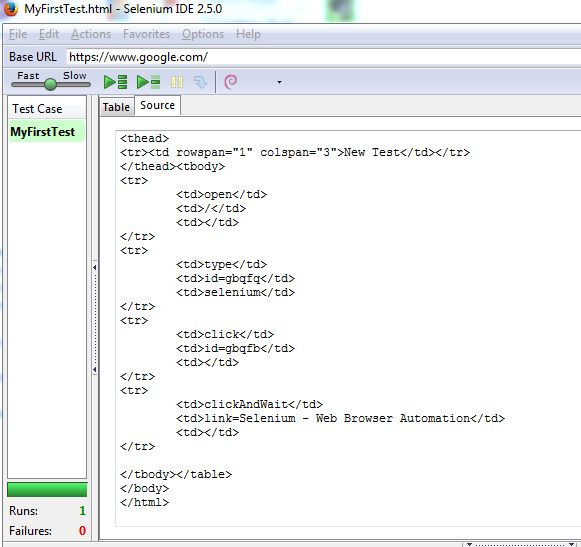 MyFirstTest.html - Selenium IDE 2.5.0
File Edit Actions Favorites Options Help
Base URL https://www.google.com/
Fast Slow
Test Case
Table Source
MyFirstTest
<thead>
<tr><td rowspan="1" colspan="3">New Test</td></tr>
</thead><tbody>
<tr>
<td>open</td>
<td>/</td>
<td></td>
</tr>
<tr>
<td>type</td>
<td>id=gbqfq</td>
<td>selenium</td>
</tr>
<tr>
<td>click</td>
<td>id=gbqfb</td>
<td></td>
</tr>
<tr>
<td>clickAndWait</td>
<td>link=Selenium - Web Browser Automation</td>
<td></td>
</tr>
</tbody></table>
</body>
</html>
Runs: 1
Failures: 0